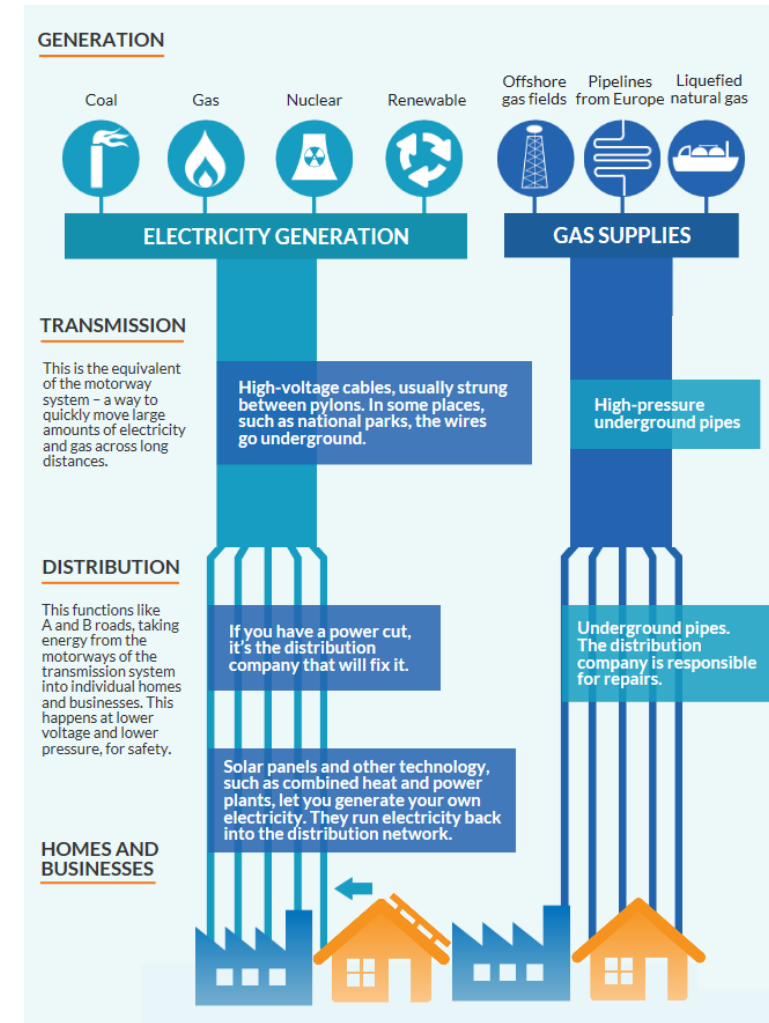 GENERATION
Coal
Gas
Nuclear
Renewable
Offshore
gas fields
Pipelines
from Europe
Liquefied
natural gas
ELECTRICITY GENERATION
GAS SUPPLIES
TRANSMISSION
This is the equivalent
of the motorway
system – a way to
quickly move large
amounts of electricity
and gas across long
distances.
High-voltage cables, usually strung
between pylons. In some places,
such as national parks, the wires
go underground.
High-pressure
underground pipes
DISTRIBUTION
This functions like
A and B roads, taking
energy from the
motorways of the
transmission system
into individual homes
and businesses. This
happens at lower
voltage and lower
pressure, for safety.
If you have a power cut,
it’s the distribution
company that will fix it.
Underground pipes.
The distribution
company is responsible
for repairs.
Solar panels and other technology,
such as combined heat and power
plants, let you generate your own
electricity. They run electricity back
into the distribution network.
HOMES AND
BUSINESSES